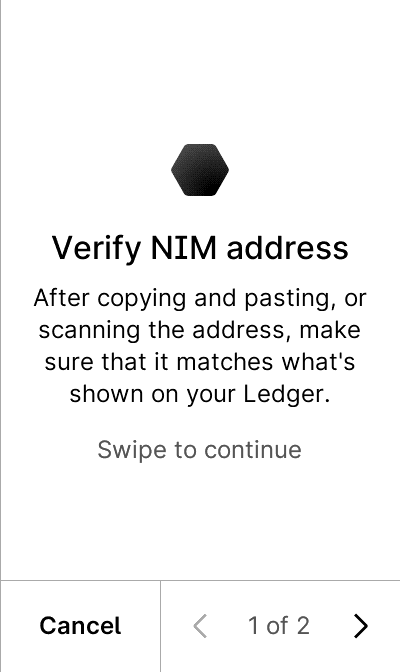 Verify NIM address
After copying and pasting, or
scanning the address, make
sure that it matches what's
shown on your Ledger.
Swipe to continue
Cancel
1 of 2